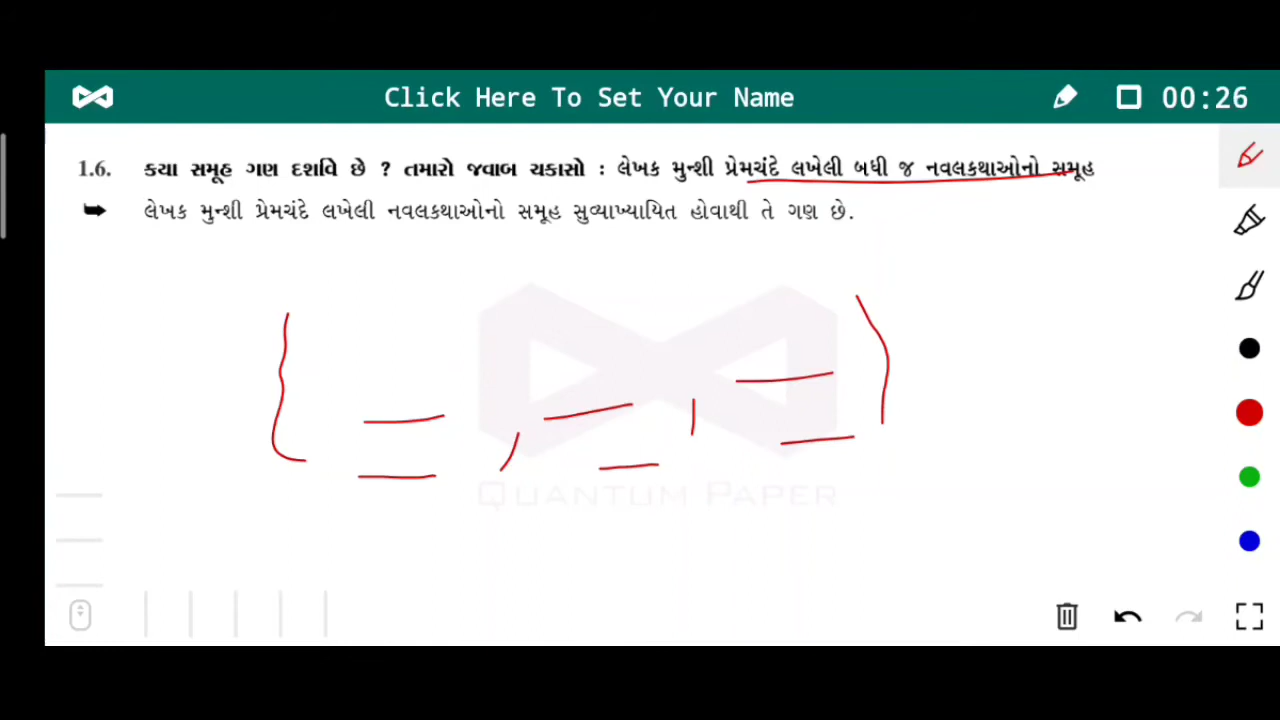 Click Here To Set Your Name
00:26
1.6. કયા સમૂહ ગણ દર્શાવે છે ? તમારો જવાબ ચકાસો : લેખક મુન્શી પ્રેમચંદે લખેલી બધી જ નવલકથાઓનો સમૂહ
➥ લેખક મુન્શી પ્રેમચંદે લખેલી નવલકથાઓનો સમૂહ સુવ્યાખ્યાયિત હોવાથી તે ગણ છે.
QUANTUM PAPER